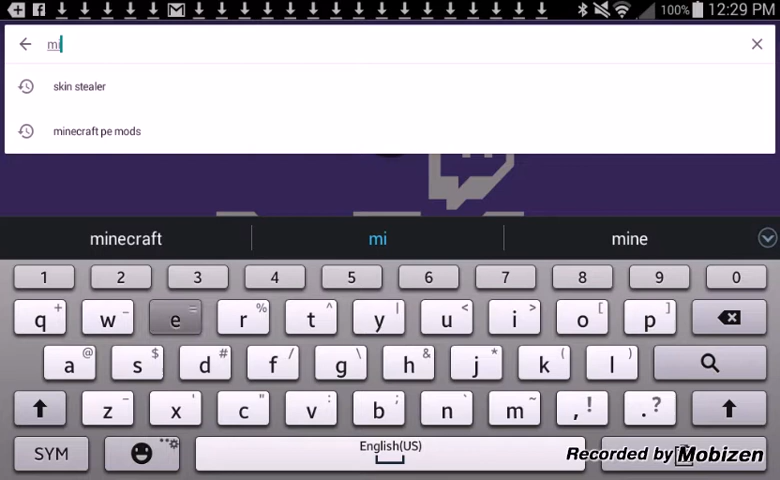 100% 12:29 PM
mi
skin stealer
minecraft pe mods
minecraft mi mine
1 2 3 4 5 6 7 8 9 0
q + w _ e = r % t ^ y | u < i > o [ p ]
a @ s $ d # f / g \ h & j * k ( l )
z - x ' c " v : b ; n , m ~ , ! . ?
SYM English(US)
Recorded by Mobizen